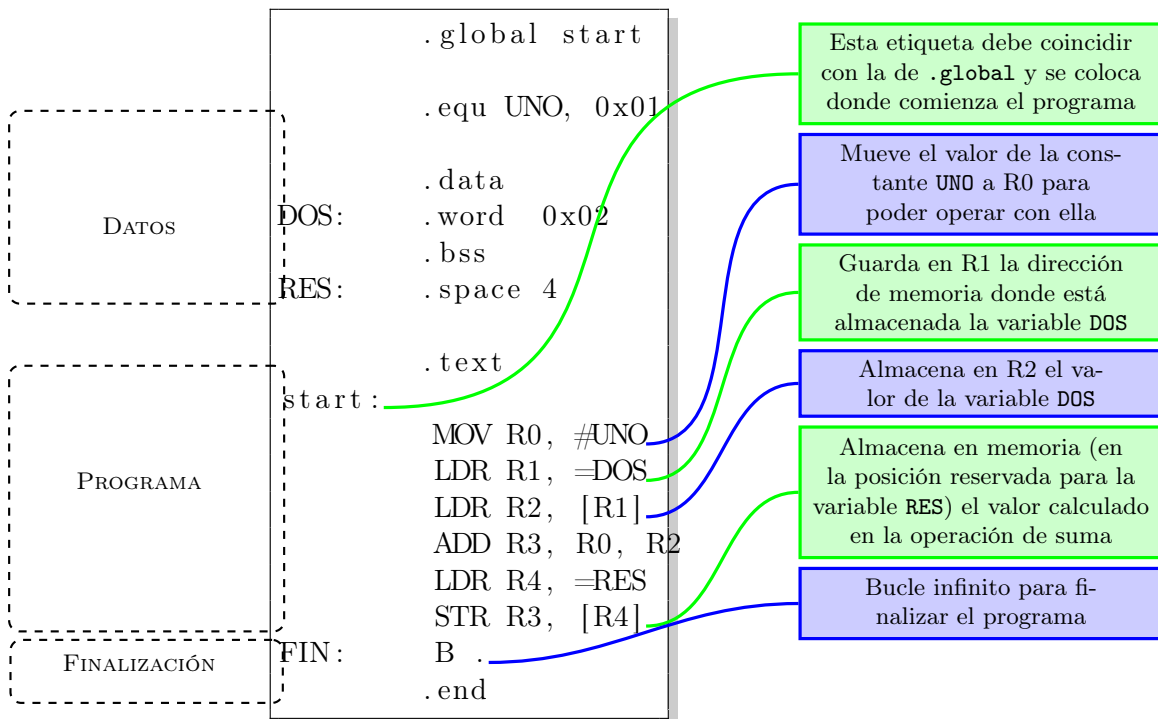 .global start
.equ UNO, 0x01
.data
DOS: .word 0x02
.bss
RES: .space 4
.text
start:
MOV R0, #UNO
LDR R1, =DOS
LDR R2, [R1]
ADD R3, R0, R2
LDR R4, =RES
STR R3, [R4]
FIN: B .
.end
DATOS
PROGRAMA
FINALIZACIÓN
Esta etiqueta debe coincidir
con la de .global y se coloca
donde comienza el programa
Mueve el valor de la cons-
tante UNO a R0 para
poder operar con ella
Guarda en R1 la dirección
de memoria donde está
almacenada la variable DOS
Almacena en R2 el va-
lor de la variable DOS
Almacena en memoria (en
la posición reservada para la
variable RES) el valor calculado
en la operación de suma
Bucle infinito para fi-
nalizar el programa